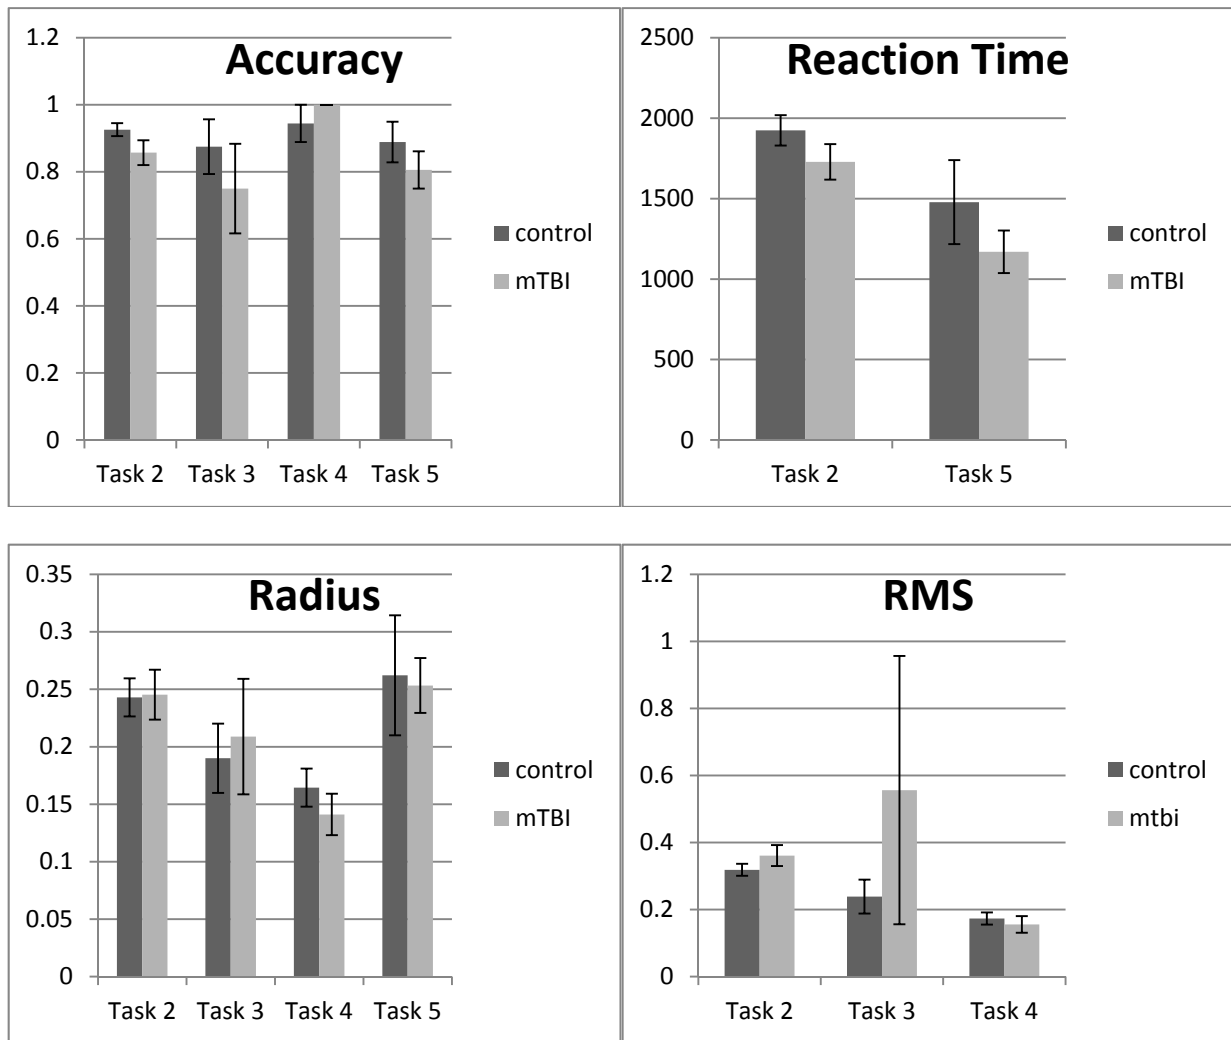 Accuracy
1.2
1
0.8
0.6
0.4
0.2
0
Task 2 Task 3 Task 4 Task 5
control
mTBI
Reaction Time
2500
2000
1500
1000
500
0
Task 2 Task 5
control
mTBI
Radius
0.35
0.3
0.25
0.2
0.15
0.1
0.05
0
Task 2 Task 3 Task 4 Task 5
control
mTBI
RMS
1.2
1
0.8
0.6
0.4
0.2
0
Task 2 Task 3 Task 4
control
mtbi